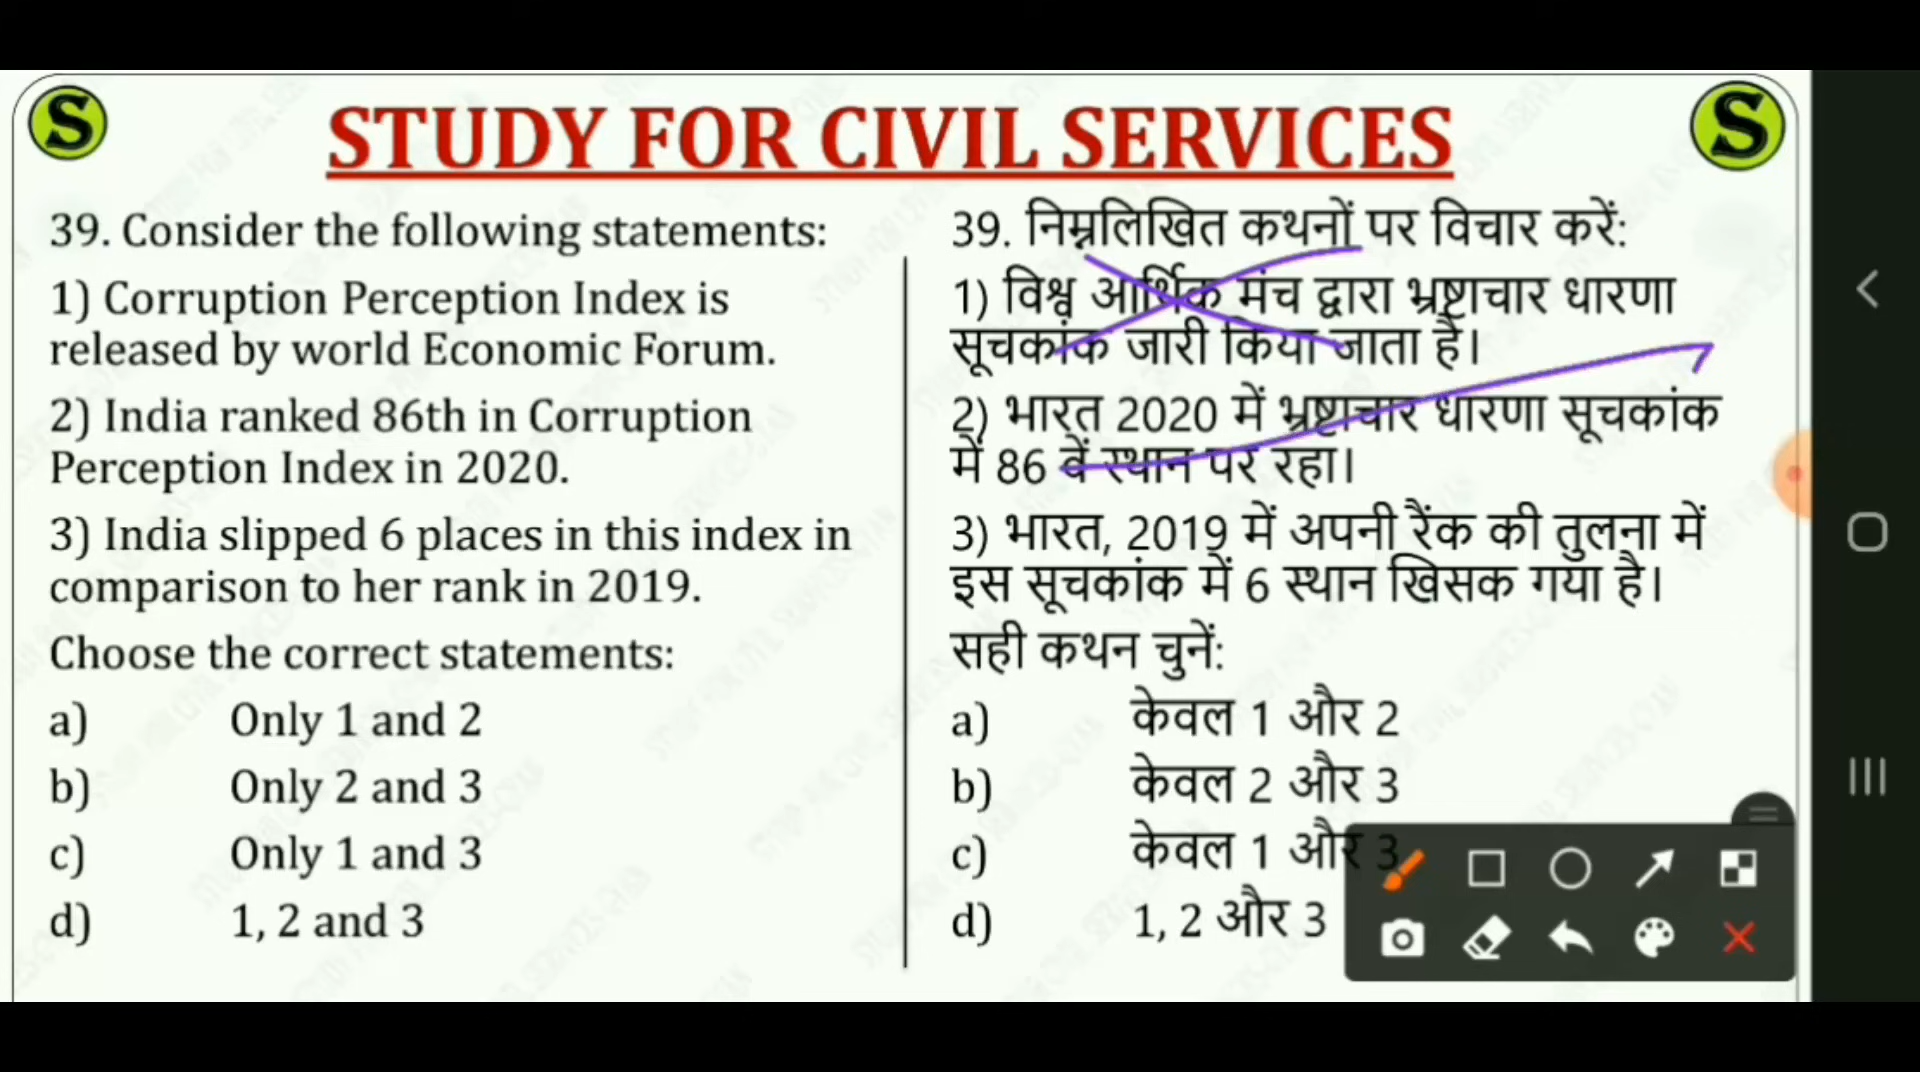 S
STUDY FOR CIVIL SERVICES
S
39. Consider the following statements:
1) Corruption Perception Index is
released by world Economic Forum.
2) India ranked 86th in Corruption
Perception Index in 2020.
3) India slipped 6 places in this index in
comparison to her rank in 2019.
Choose the correct statements:
a) Only 1 and 2
b) Only 2 and 3
c) Only 1 and 3
d) 1, 2 and 3
39. निम्नलिखित कथनों पर विचार करें:
1) विश्व आर्थिक मंच द्वारा भ्रष्टाचार धारणा
सूचकांक जारी किया जाता है।
2) भारत 2020 में भ्रष्टाचार धारणा सूचकांक
में 86 वें स्थान पर रहा।
3) भारत, 2019 में अपनी रैंक की तुलना में
इस सूचकांक में 6 स्थान खिसक गया है।
सही कथन चुनें:
a) केवल 1 और 2
b) केवल 2 और 3
c) केवल 1 और 3
d) 1, 2 और 3